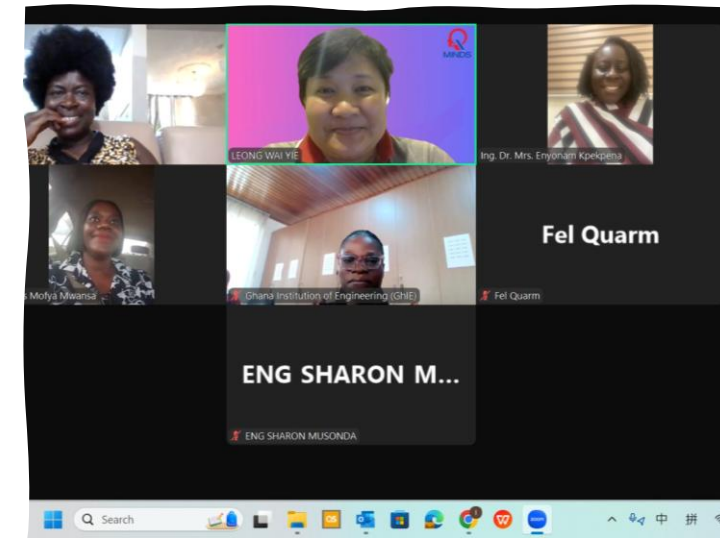 MINDS
LEONG WAI YIE
Ing. Dr. Mrs. Enyonam Kpekpena
s Mofya Mwansa
Ghana Institution of Engineering (GhIE)
Fel Quarm
Fel Quarm
ENG SHARON M...
ENG SHARON MUSONDA
Search
zoom
中
拼